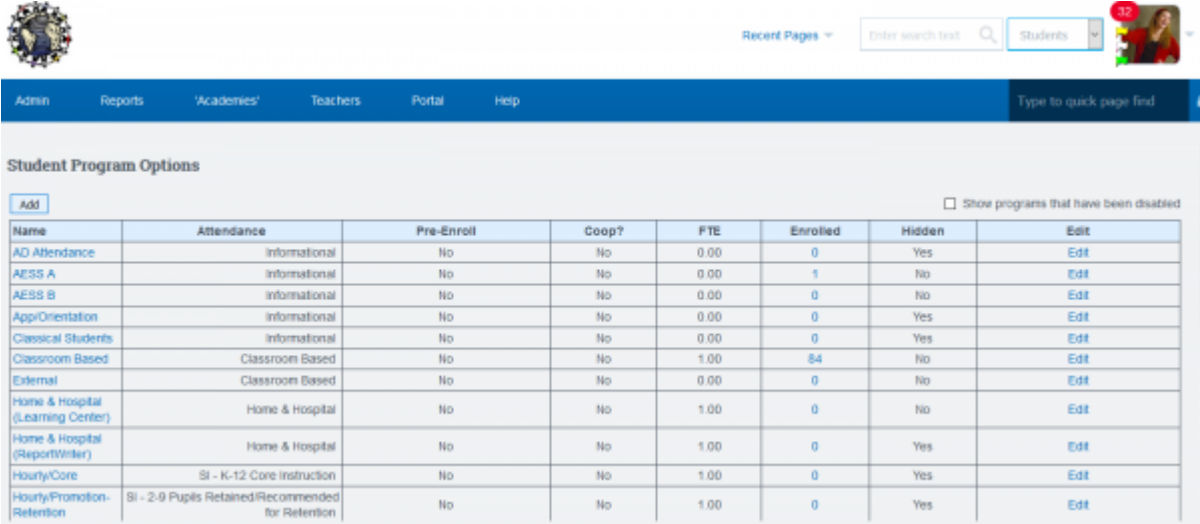 32
Recent Pages
Enter search text
Students
Admin Reports 'Academies' Teachers Portal Help
Type to quick page find
Student Program Options
Add
Show programs that have been disabled
Name Attendance Pre-Enroll Coop? FTE Enrolled Hidden Edit
AD Attendance Informational No No 0.00 0 Yes Edit
AESS A Informational No No 0.00 1 No Edit
AESS B Informational No No 0.00 0 No Edit
App/Orientation Informational No No 0.00 0 Yes Edit
Classical Students Informational No No 0.00 0 Yes Edit
Classroom Based Classroom Based No No 1.00 84 No Edit
External Classroom Based No No 0.00 0 No Edit
Home & Hospital
(Learning Center) Home & Hospital No No 1.00 0 No Edit
Home & Hospital
(ReportWriter) Home & Hospital No No 1.00 0 Yes Edit
Hourly/Core SI - K-12 Core Instruction No No 1.00 0 Yes Edit
Hourly/Promotion- SI - 2-9 Pupils Retained/Recommended
Retention for Retention No No 1.00 0 Yes Edit